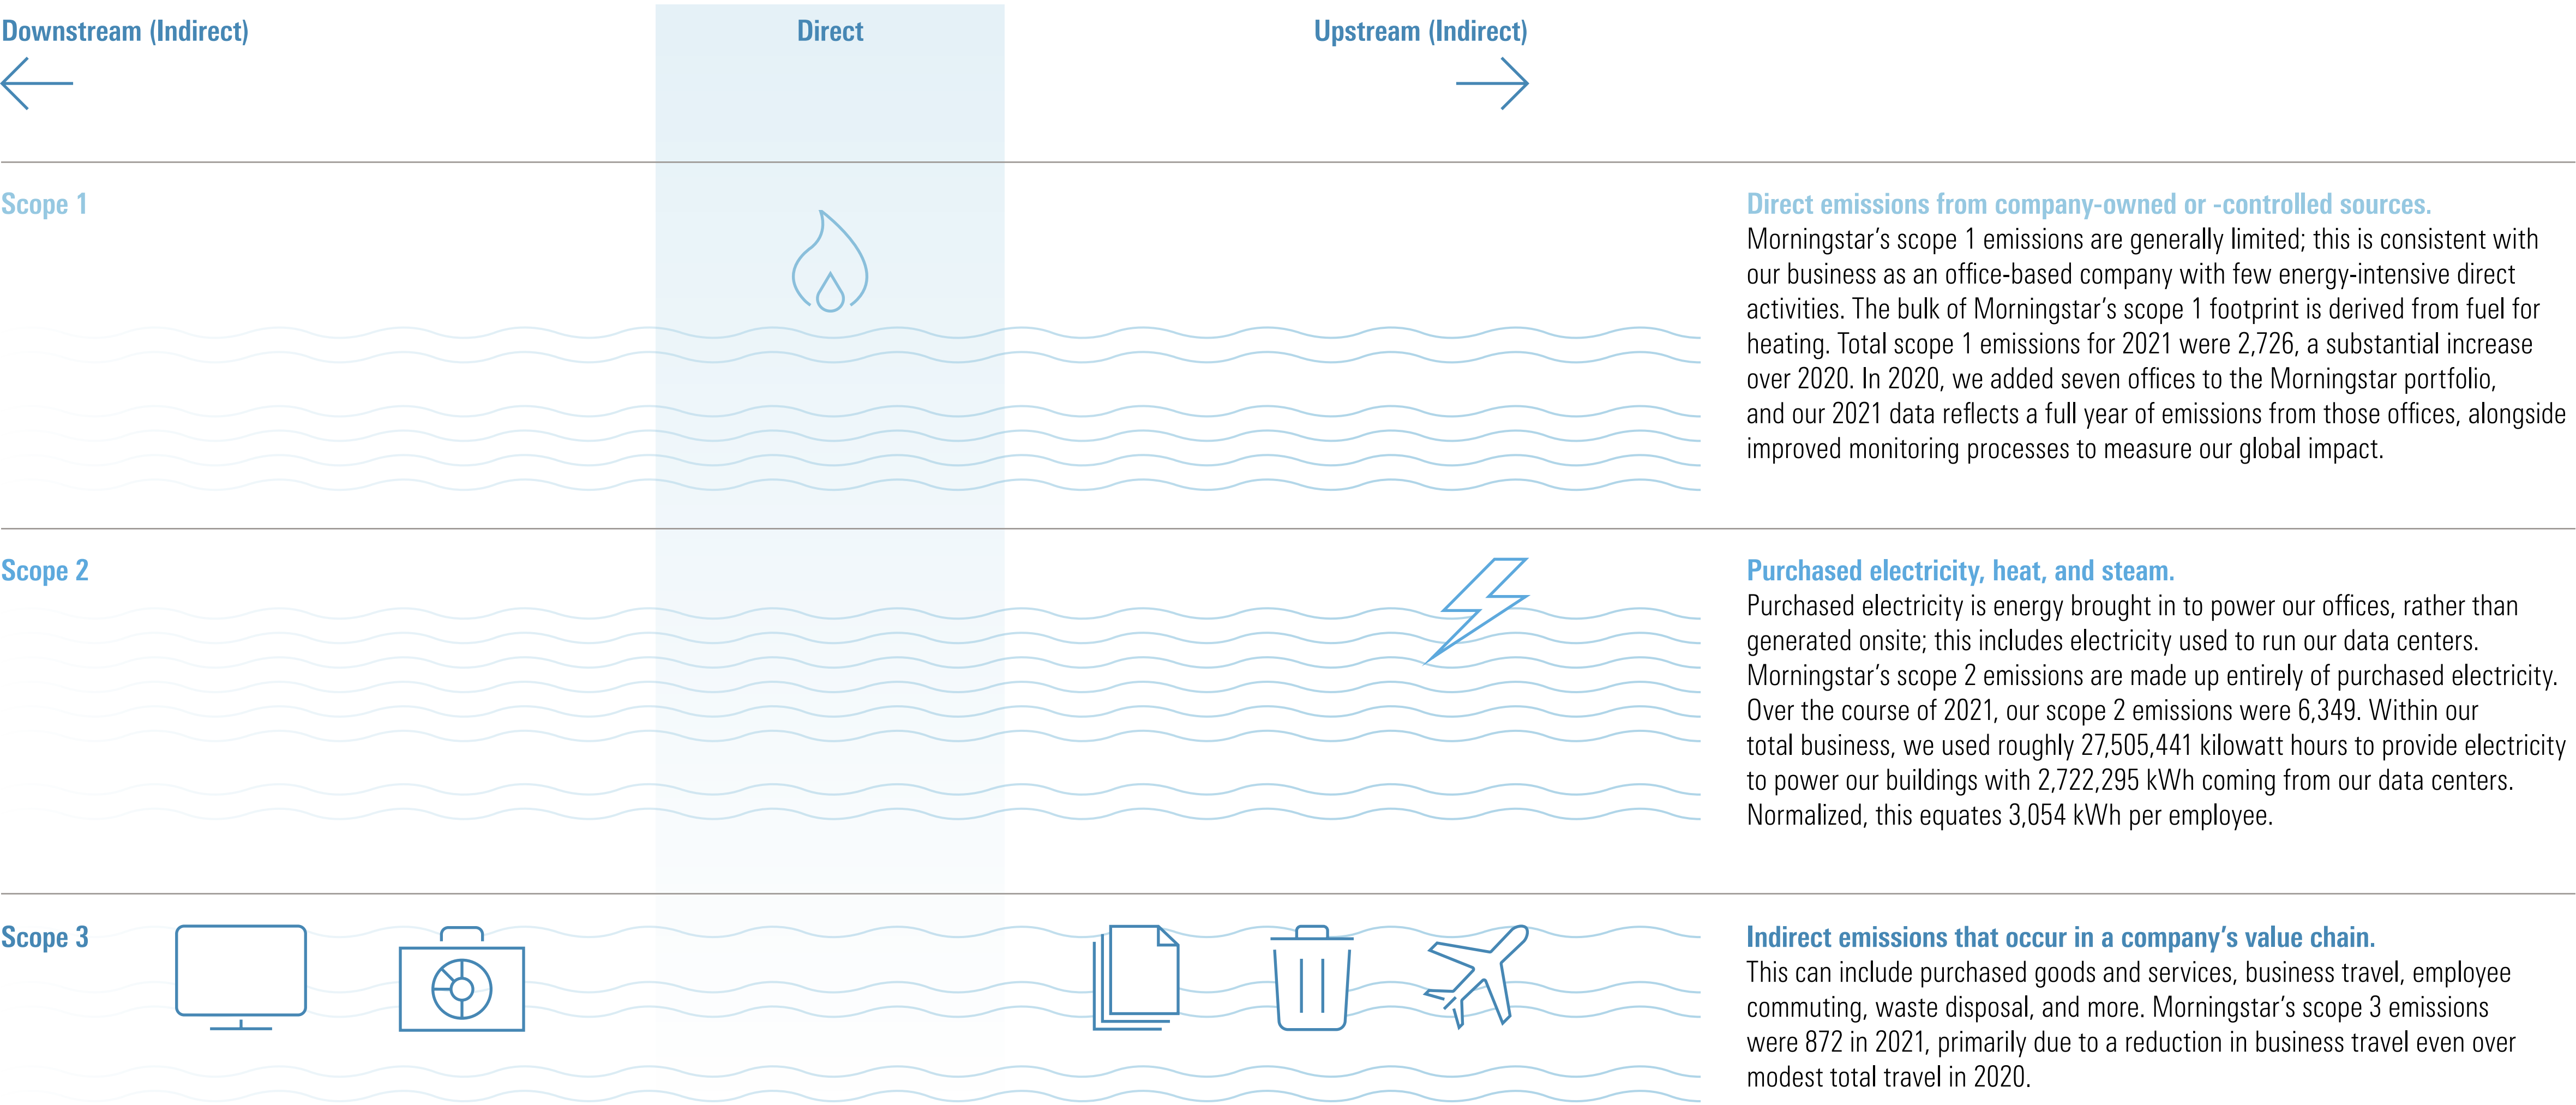 Downstream (Indirect)
Direct
Upstream (Indirect)
Scope 1
Direct emissions from company-owned or -controlled sources.
Morningstar’s scope 1 emissions are generally limited; this is consistent with
our business as an office-based company with few energy-intensive direct
activities. The bulk of Morningstar’s scope 1 footprint is derived from fuel for
heating. Total scope 1 emissions for 2021 were 2,726, a substantial increase
over 2020. In 2020, we added seven offices to the Morningstar portfolio,
and our 2021 data reflects a full year of emissions from those offices, alongside
improved monitoring processes to measure our global impact.
Scope 2
Purchased electricity, heat, and steam.
Purchased electricity is energy brought in to power our offices, rather than
generated onsite; this includes electricity used to run our data centers.
Morningstar’s scope 2 emissions are made up entirely of purchased electricity.
Over the course of 2021, our scope 2 emissions were 6,349. Within our
total business, we used roughly 27,505,441 kilowatt hours to provide electricity
to power our buildings with 2,722,295 kWh coming from our data centers.
Normalized, this equates 3,054 kWh per employee.
Scope 3
Indirect emissions that occur in a company’s value chain.
This can include purchased goods and services, business travel, employee
commuting, waste disposal, and more. Morningstar’s scope 3 emissions
were 872 in 2021, primarily due to a reduction in business travel even over
modest total travel in 2020.